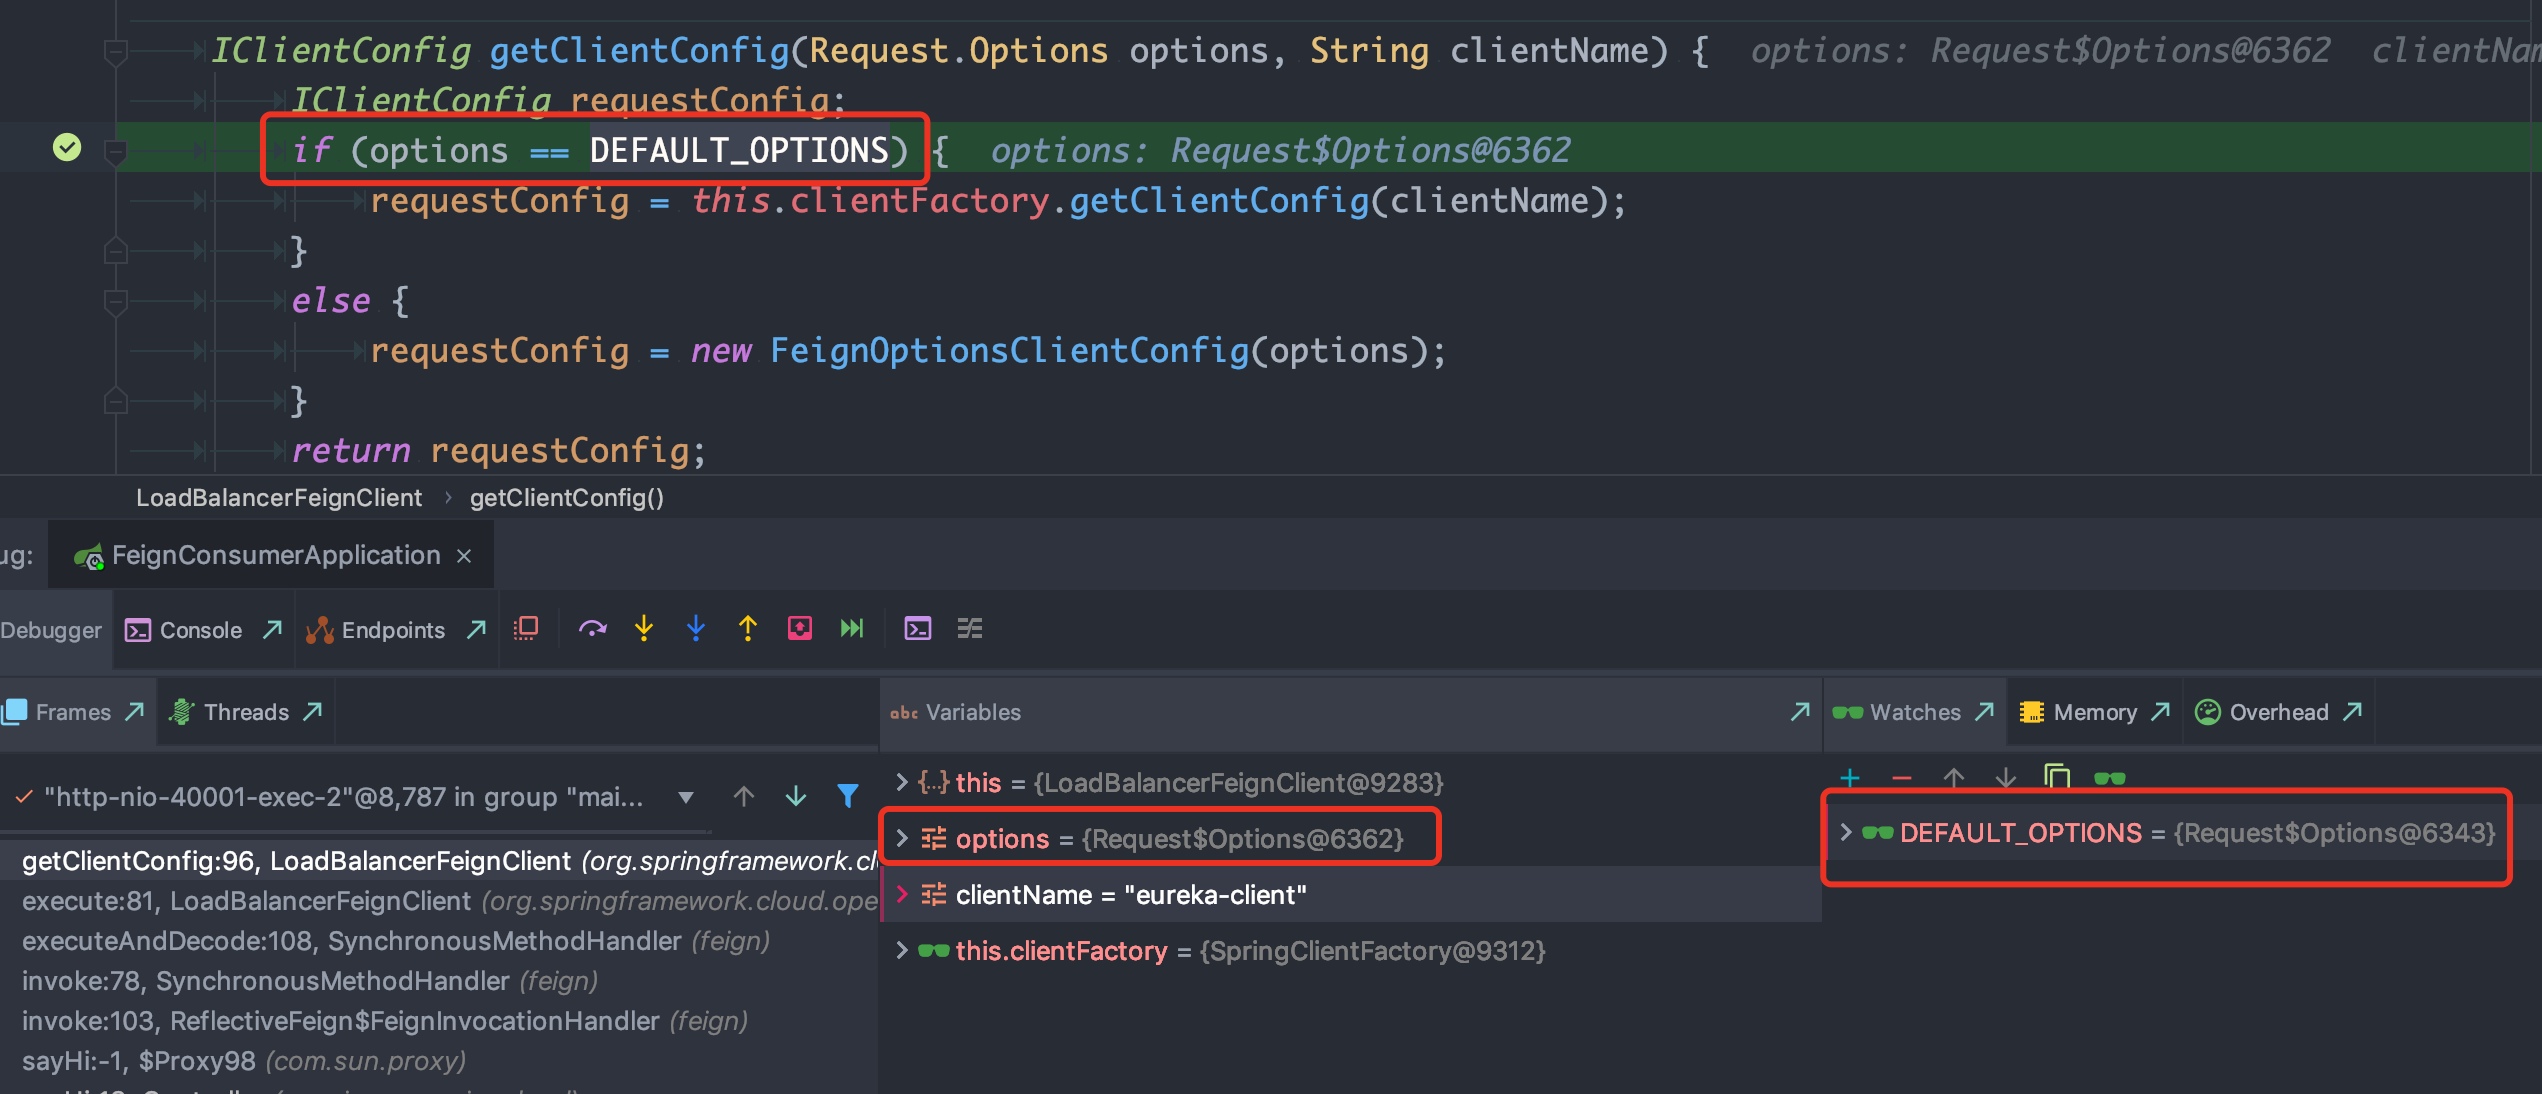 IClientConfig getClientConfig(Request.Options options, String clientName) { options: Request$Options@6362 clientNam
IClientConfig requestConfig;
if (options == DEFAULT_OPTIONS) { options: Request$Options@6362
requestConfig = this.clientFactory.getClientConfig(clientName);
}
else {
requestConfig = new FeignOptionsClientConfig(options);
}
return requestConfig;
LoadBalancerFeignClient › getClientConfig()
ug: FeignConsumerApplication ×
Debugger Console Endpoints
Frames Threads abc Variables Watches Memory Overhead
"http-nio-40001-exec-2"@8,787 in group "mai...
getClientConfig:96, LoadBalancerFeignClient (org.springframework.cl
execute:81, LoadBalancerFeignClient (org.springframework.cloud.ope
executeAndDecode:108, SynchronousMethodHandler (feign)
invoke:78, SynchronousMethodHandler (feign)
invoke:103, ReflectiveFeign$FeignInvocationHandler (feign)
sayHi:-1, $Proxy98 (com.sun.proxy)
this = {LoadBalancerFeignClient@9283}
options = {Request$Options@6362}
clientName = "eureka-client"
this.clientFactory = {SpringClientFactory@9312}
DEFAULT_OPTIONS = {Request$Options@6343}